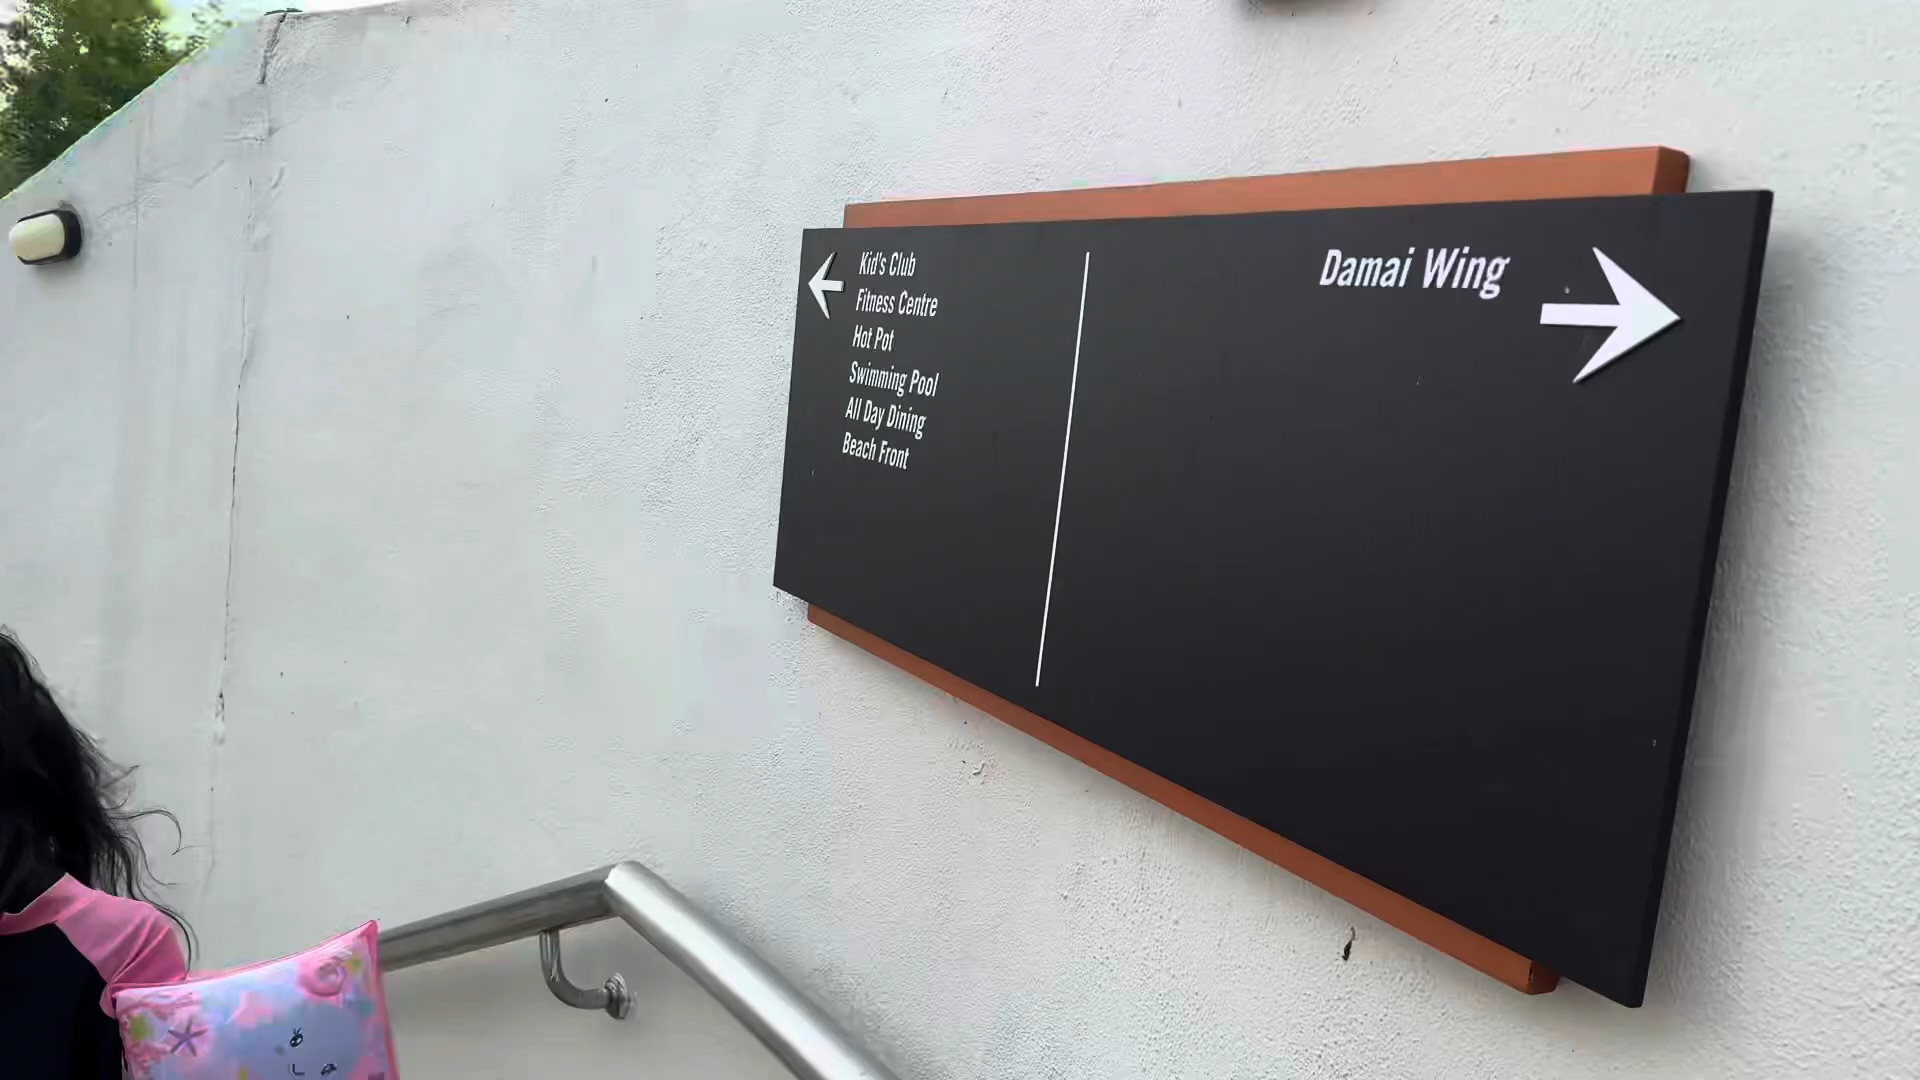 Kid's Club
Fitness Centre
Hot Pot
Swimming Pool
All Day Dining
Beach Front
Damai Wing